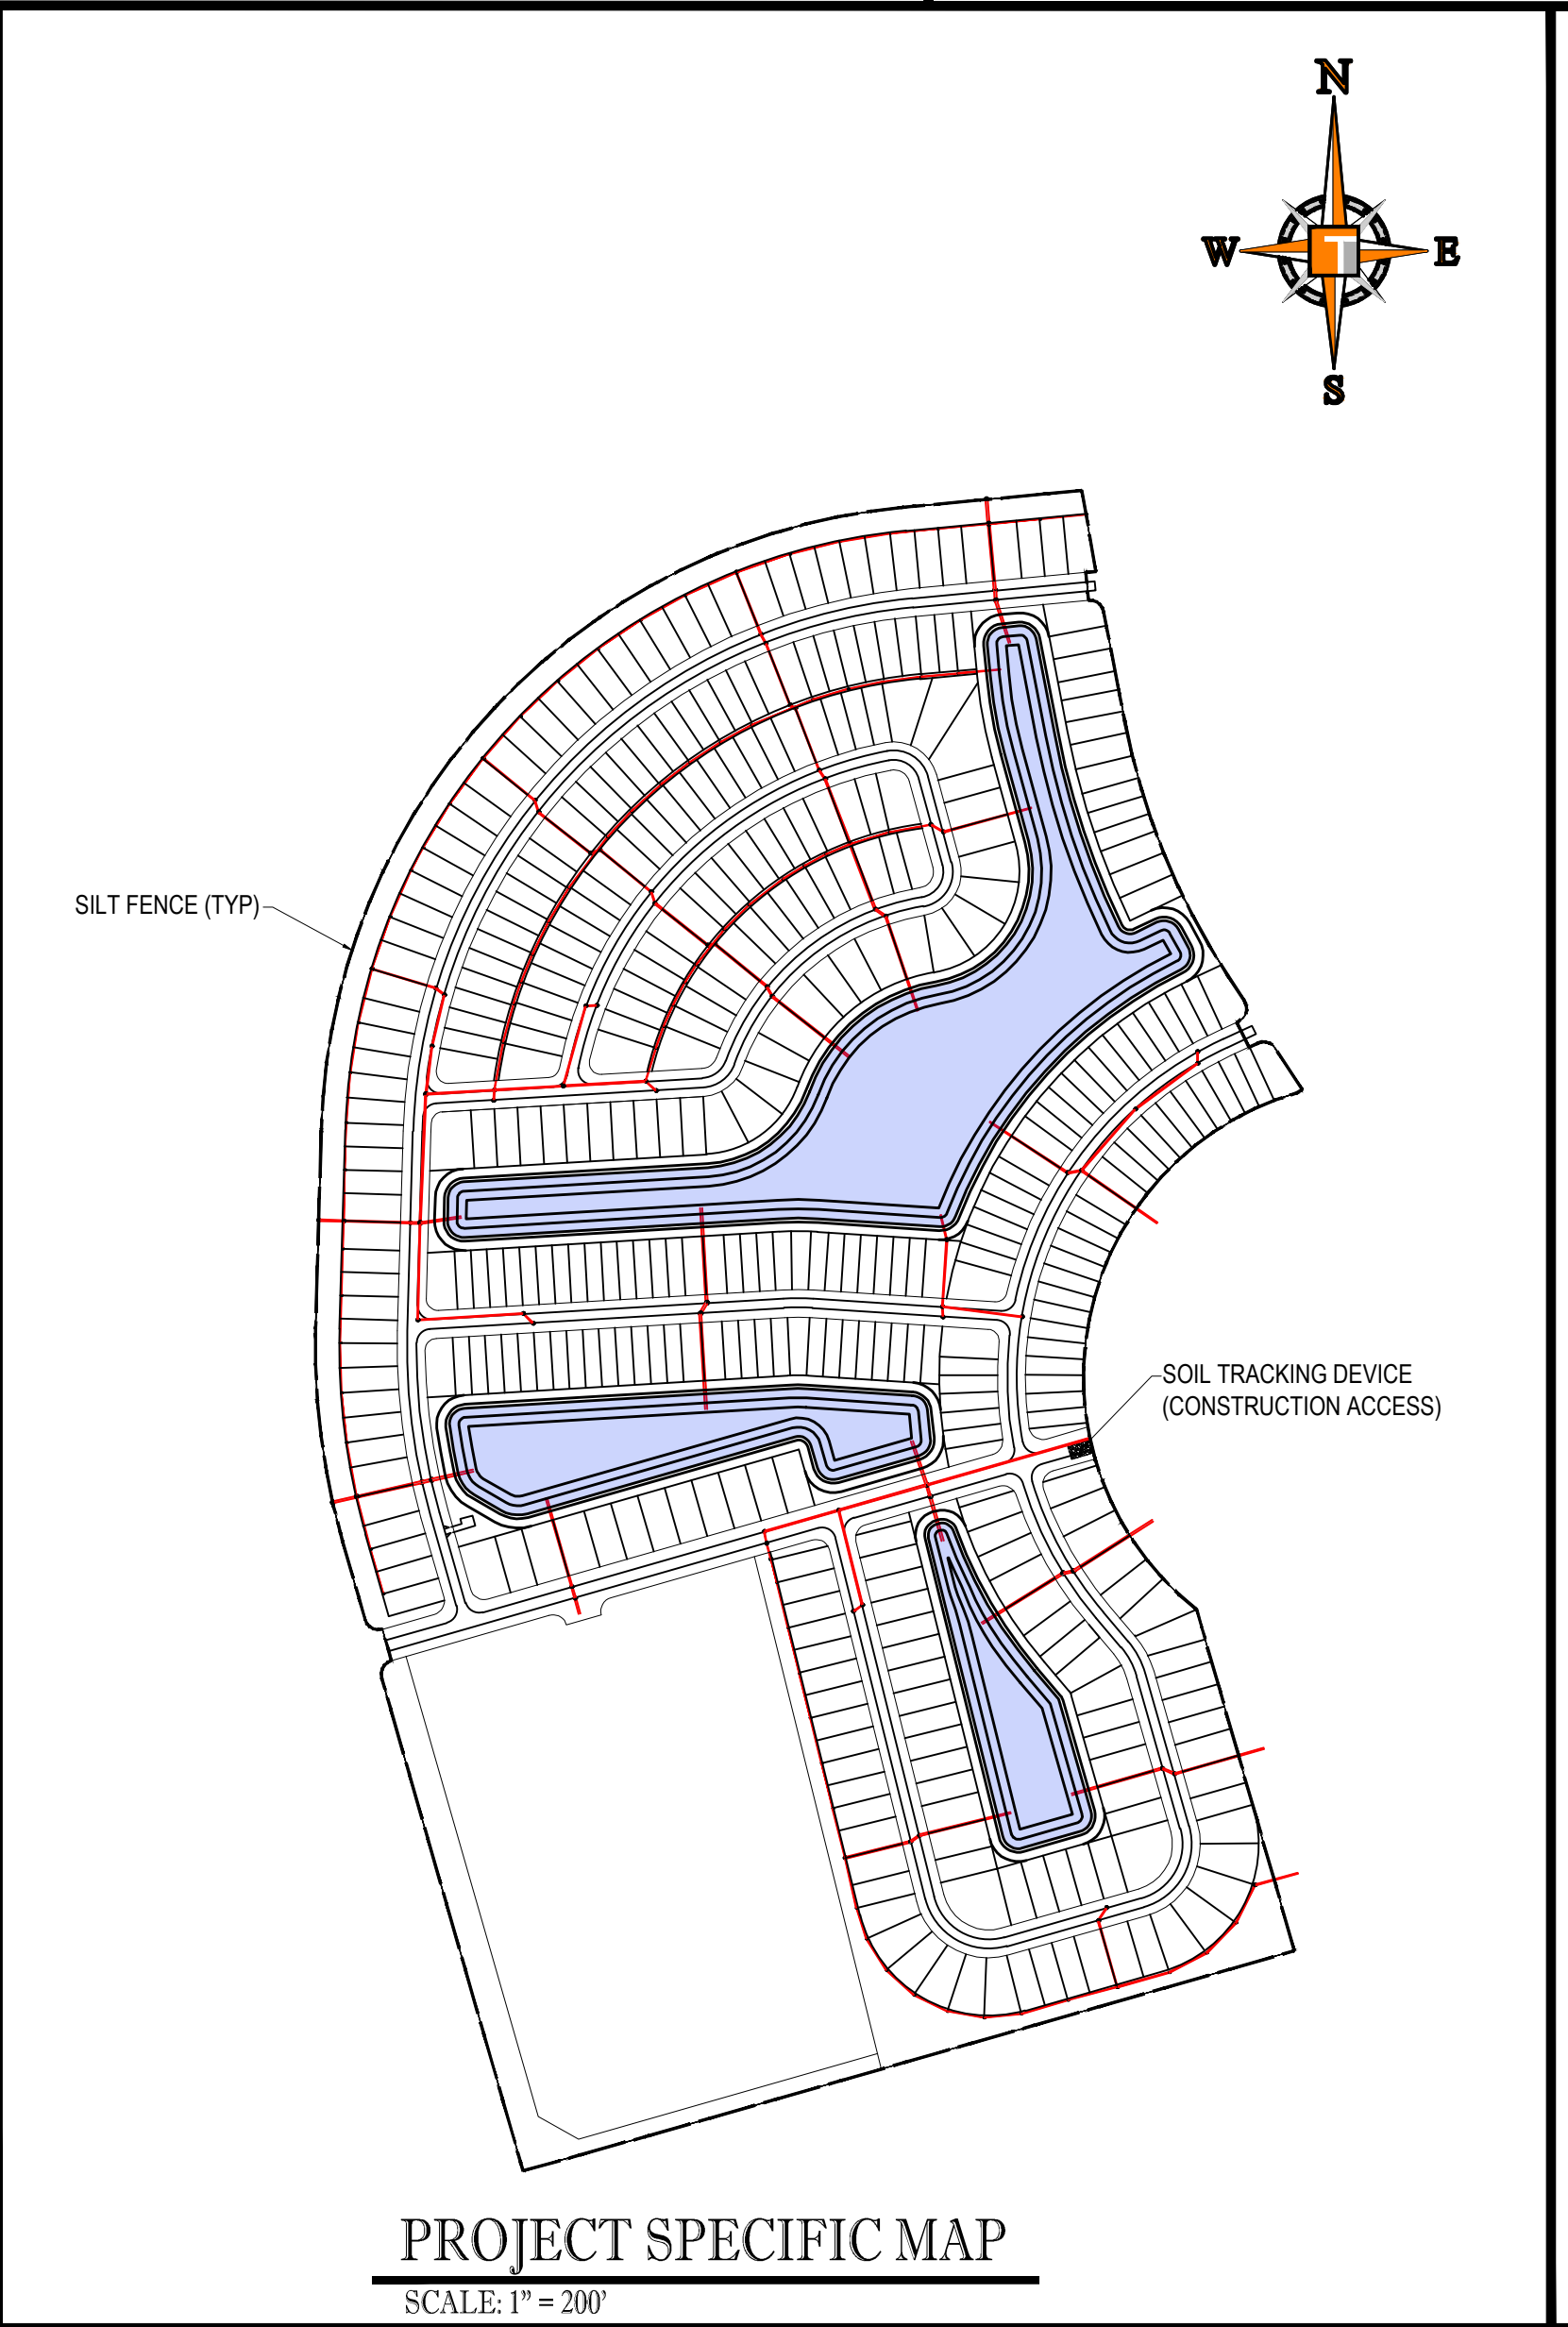 N
W
T
E
S
SILT FENCE (TYP)
SOIL TRACKING DEVICE
(CONSTRUCTION ACCESS)
PROJECT SPECIFIC MAP
SCALE: 1" = 200'